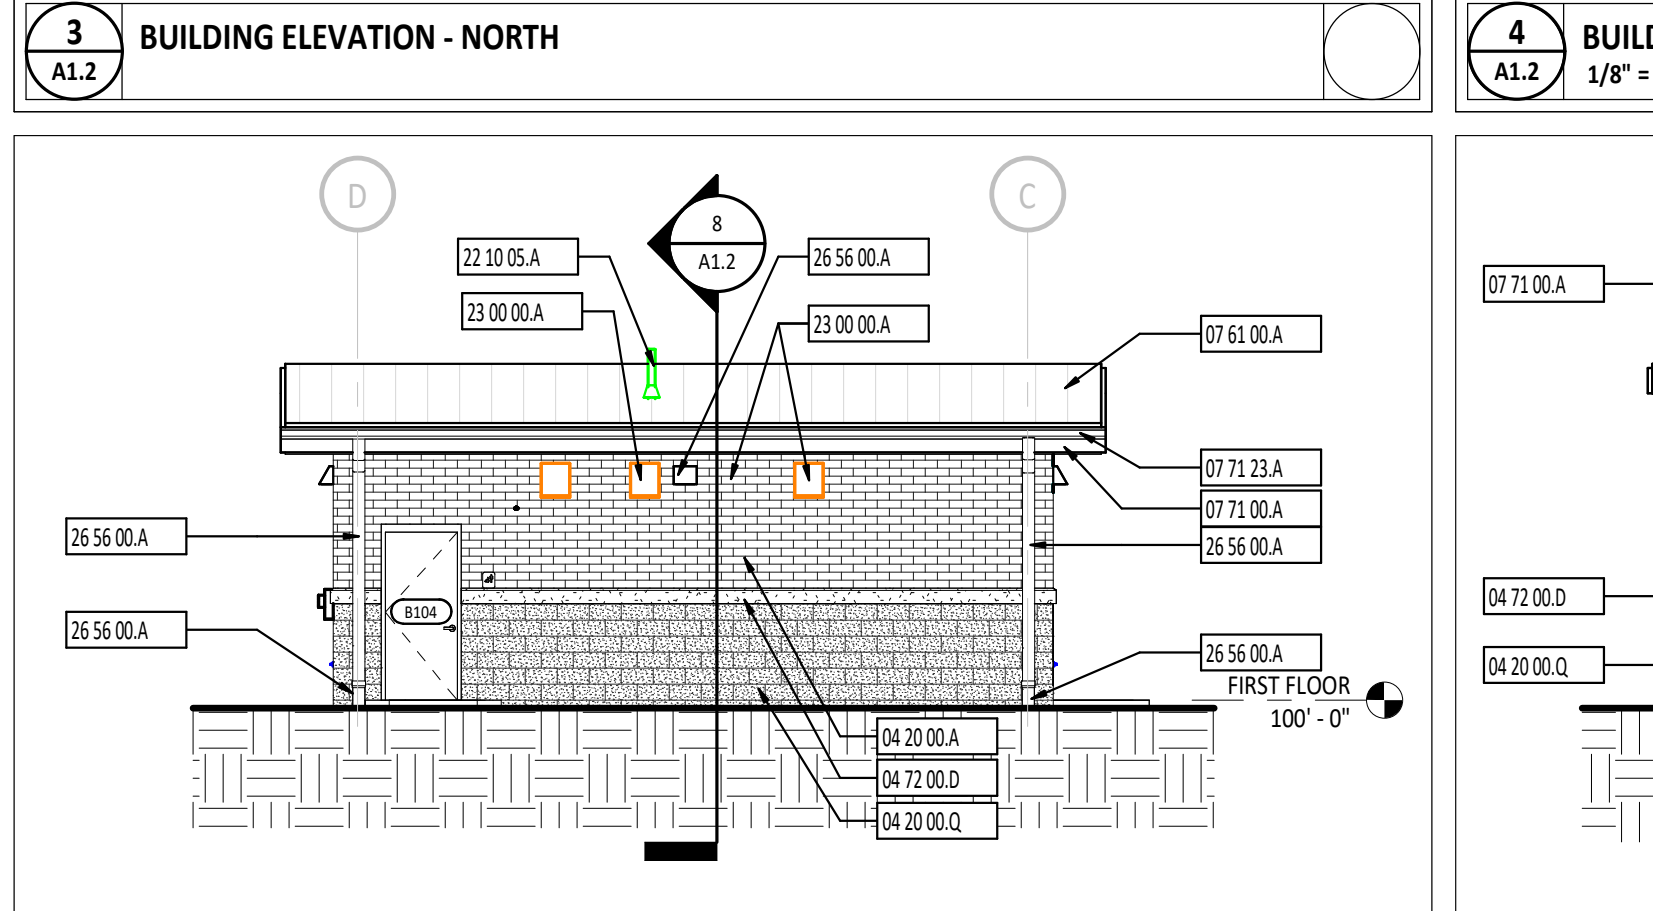 3
A1.2
BUILDING ELEVATION - NORTH
4
A1.2
BUILD
1/8" =
D
C
8
A1.2
22 10 05.A
26 56 00.A
23 00 00.A
23 00 00.A
07 61 00.A
07 71 00.A
07 71 23.A
07 71 00.A
26 56 00.A
26 56 00.A
26 56 00.A
B104
26 56 00.A
FIRST FLOOR
100' - 0"
04 72 00.D
04 20 00.Q
04 20 00.A
04 72 00.D
04 20 00.Q